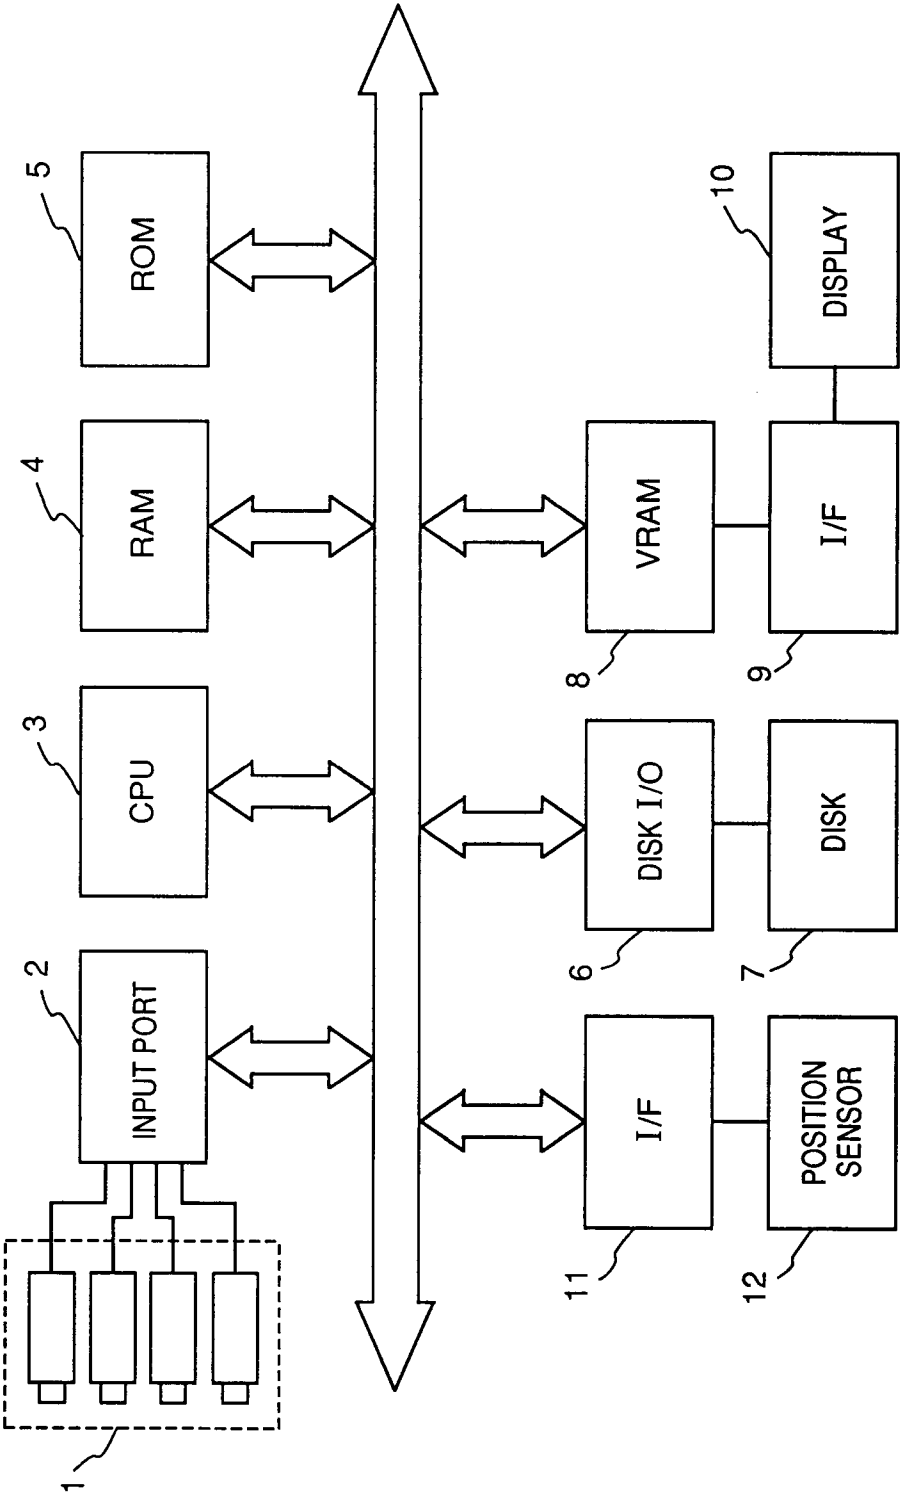 1
2
INPUT PORT
3
CPU
4
RAM
5
ROM
11
I/F
12
POSITION
SENSOR
6
DISK I/O
7
DISK
8
VRAM
9
I/F
10
DISPLAY